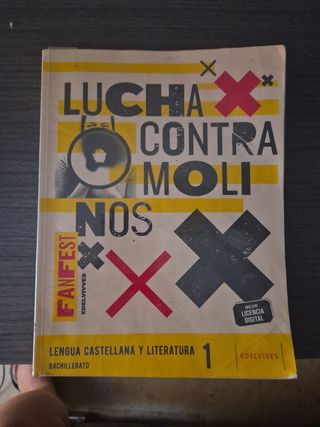 LUCHA
CONTRA
MOLI
NOS
FANFEST
EDELVIVES
INCLUYE
LICENCIA
DIGITAL
LENGUA CASTELLANA Y LITERATURA 1
BACHILLERATO
EDELVIVES